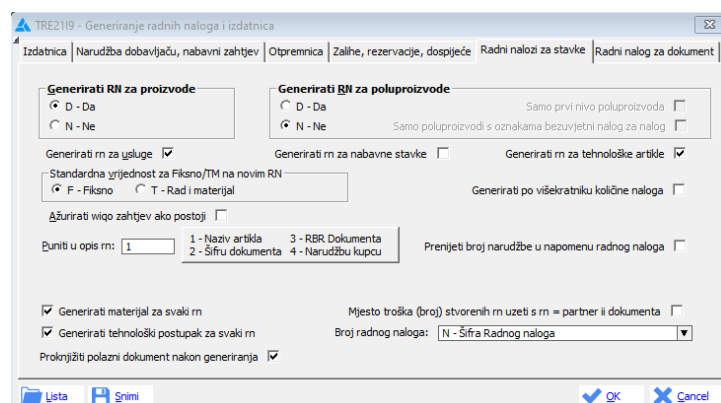 TRE21I9 - Generiranje radnih naloga i izdatnica
Izdatnica Narudžba dobavljaču, nabavni zahtjev Otpremnica Zalihe, rezervacije, dospijeće Radni nalozi za stavke Radni nalog za dokument
Generirati RN za proizvode Generirati RN za poluproizvode
D - Da D - Da Samo prvi nivo poluproizvoda
N - Ne N - Ne Samo poluproizvodi s oznakama bezuvjetni nalog za nalog
Generirati rn za usluge Generirati rn za nabavne stavke Generirati rn za tehnološke artikle
Standardna vrijednost za Fiksno/TM na novim RN
F - Fiksno T - Rad i materijal Generirati po višekratniku količine naloga
Ažurirati wiqo zahtjev ako postoji
Puniti u opis rn: 1 1 - Naziv artikla 3 - RBR Dokumenta
2 - Šifru dokumenta 4 - Narudžbu kupcu Prenijeti broj narudžbe u napomenu radnog naloga
Generirati materijal za svaki rn Mjesto troška (broj) stvorenih rn uzeti s rn = partner ii dokumenta
Generirati tehnološki postupak za svaki rn Broj radnog naloga: N - Šifra Radnog naloga
Proknjižiti polazni dokument nakon generiranja
Lista Snimi OK Cancel